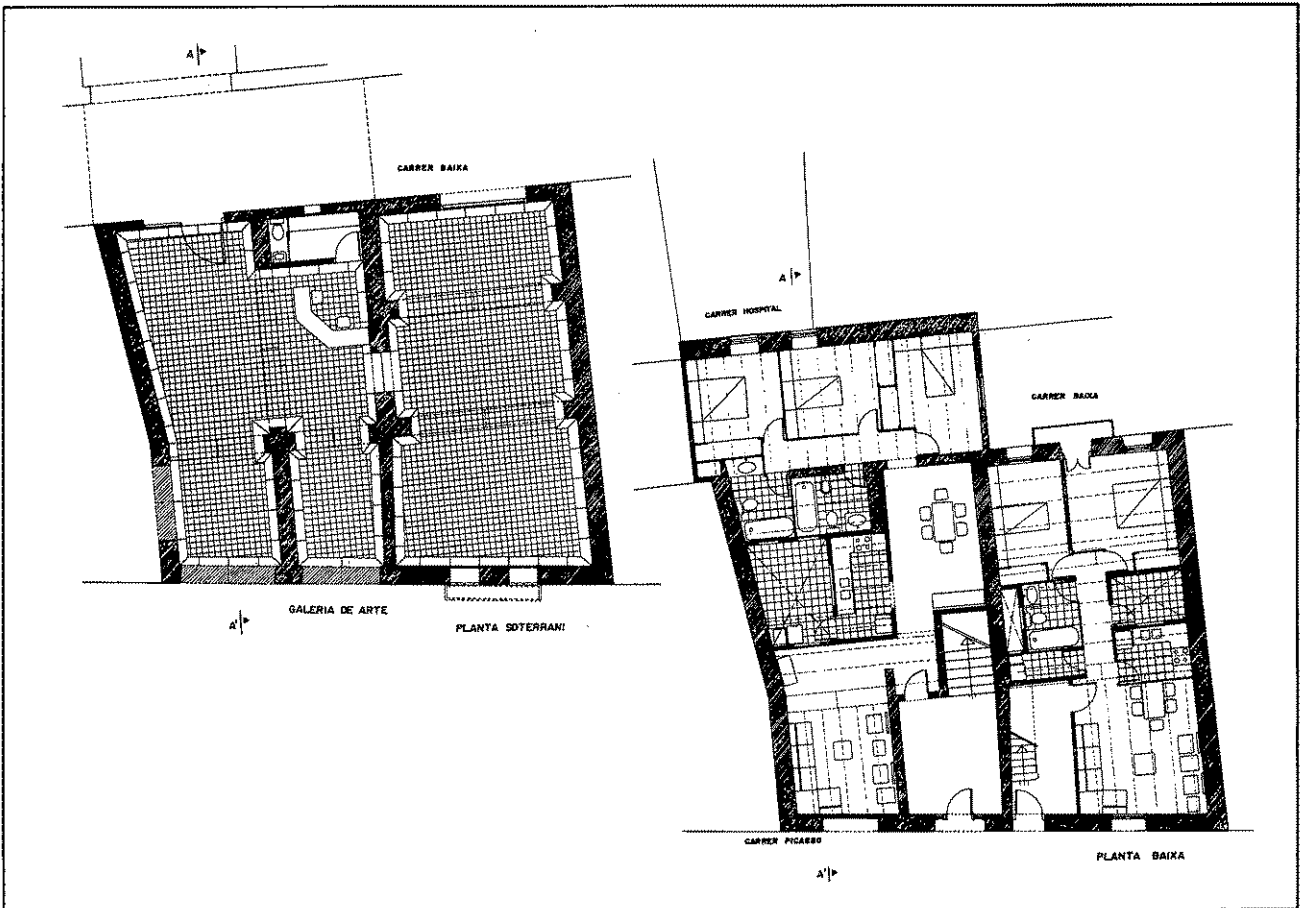 A
CARRER BAIXA
A'
GALERIA DE ARTE
PLANTA SOTERRANI
A
CARRER HOSPITAL
CARRER BAIXA
CARRER PICASSO
A'
PLANTA BAIXA